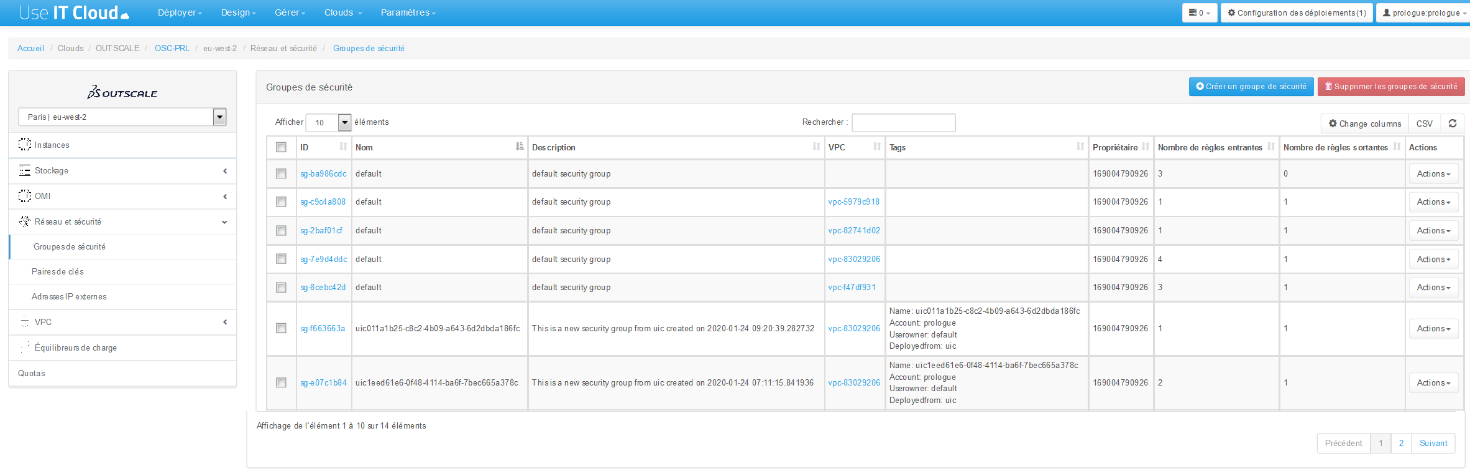 Use IT Cloud Déployer Design Gérer Clouds Paramètres 0 Configuration des déploiements(1) prologue:prologue
Accueil / Clouds / OUTSCALE / OSC-PRL / eu-west-2 / Réseau et sécurité / Groupes de sécurité
OUTSCALE
Paris | eu-west-2
Instances
Stockage
OMI
Réseau et sécurité
Groupes de sécurité
Paires de clés
Adresses IP externes
VPC
Équilibreurs de charge
Quotas
Groupes de sécurité Créer un groupe de sécurité Supprimer les groupes de sécurité
Afficher 10 éléments Rechercher : Change columns CSV
ID Nom Description VPC Tags Propriétaire Nombre de règles entrantes Nombre de règles sortantes Actions
sg-ba986cdc default default security group 169004790926 3 0 Actions
sg-c9c4a808 default default security group vpc-5979c918 169004790926 1 1 Actions
sg-2baf01cf default default security group vpc-82741d02 169004790926 1 1 Actions
sg-7e9d4ddc default default security group vpc-83029206 169004790926 4 1 Actions
sg-8cebc42d default default security group vpc-f47df931 169004790926 3 1 Actions
sg-f663663a uic011a1b25-c8c2-4b09-a643-6d2dbda186fc This is a new security group from uic created on 2020-01-24 09:20:39.282732 vpc-83029206 Name: uic011a1b25-c8c2-4b09-a643-6d2dbda186fc 169004790926 1 1 Actions
Account: prologue
Userowner: default
Deployedfrom: uic
sg-e07c1b84 uic1eed61e6-0f48-4114-ba6f-7bec665a378c This is a new security group from uic created on 2020-01-24 07:11:15.841936 vpc-83029206 Name: uic1eed61e6-0f48-4114-ba6f-7bec665a378c 169004790926 2 1 Actions
Account: prologue
Userowner: default
Deployedfrom: uic
Affichage de l'élément 1 à 10 sur 14 éléments
Précédent 1 2 Suivant